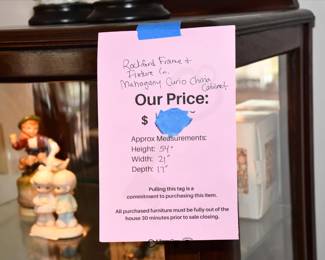 Rockford Frame &
Fixture Co.
Mahogany Curio China
Cabinet
Our Price:
$
Approx Measurements:
Height: 54"
Width: 21"
Depth: 17"
Pulling this tag is a
commitment to purchasing this item.
All purchased furniture must be fully out of the
house 30 minutes prior to sale closing.